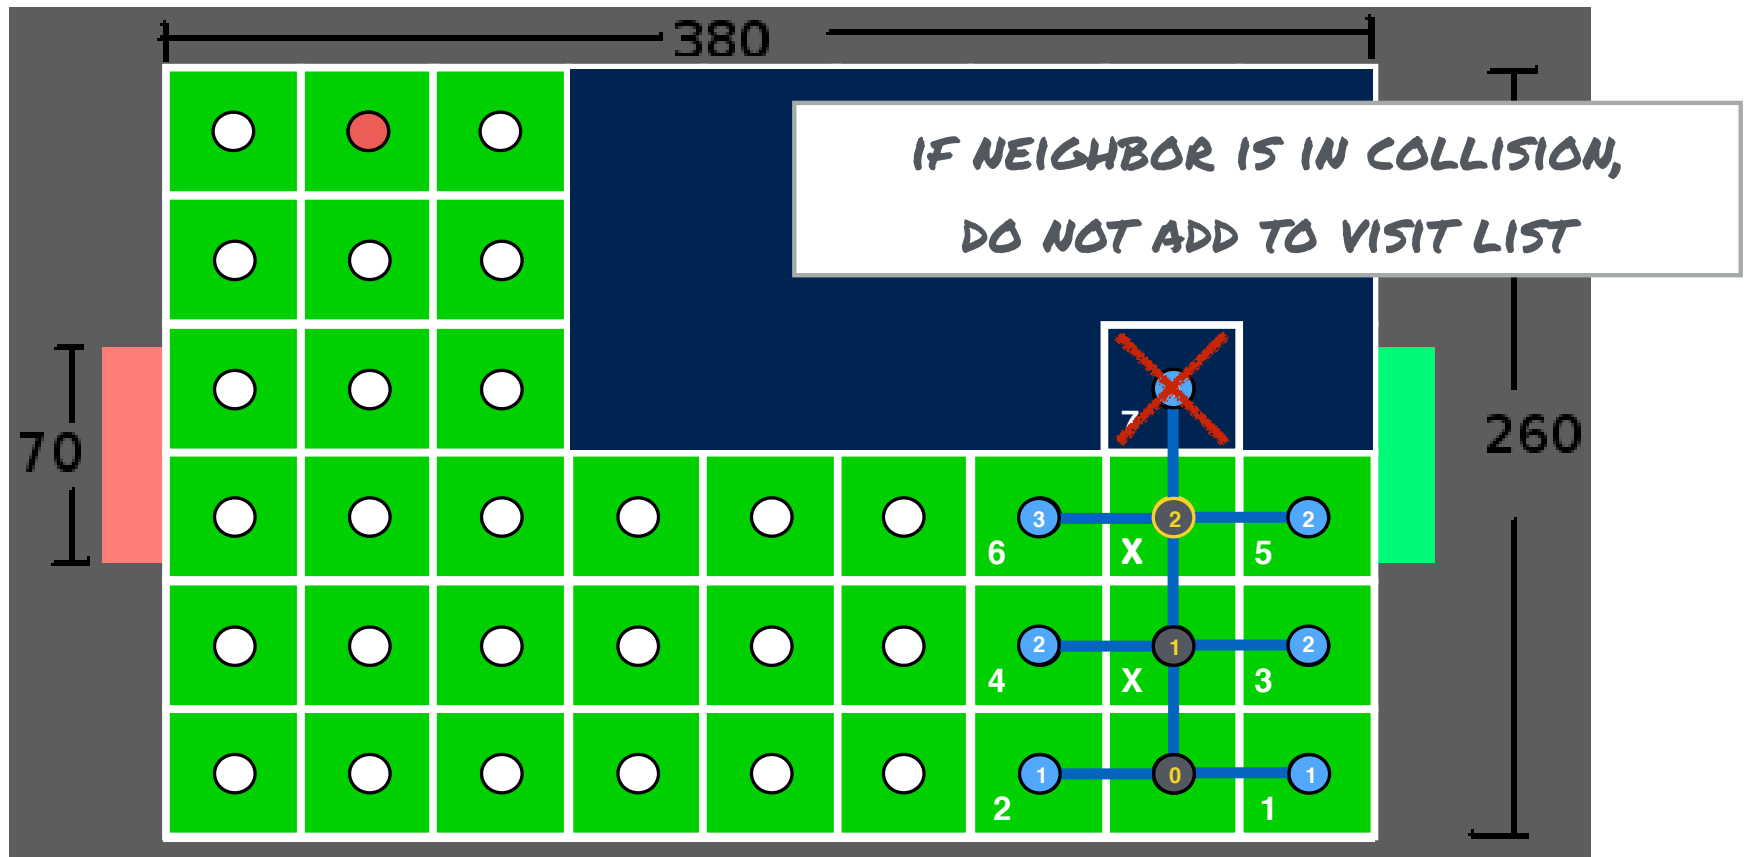 380
IF NEIGHBOR IS IN COLLISION,
DO NOT ADD TO VISIT LIST
70
7
260
3 2 2
6 X 5
2 1 2
4 X 3
1 0 1
2 1